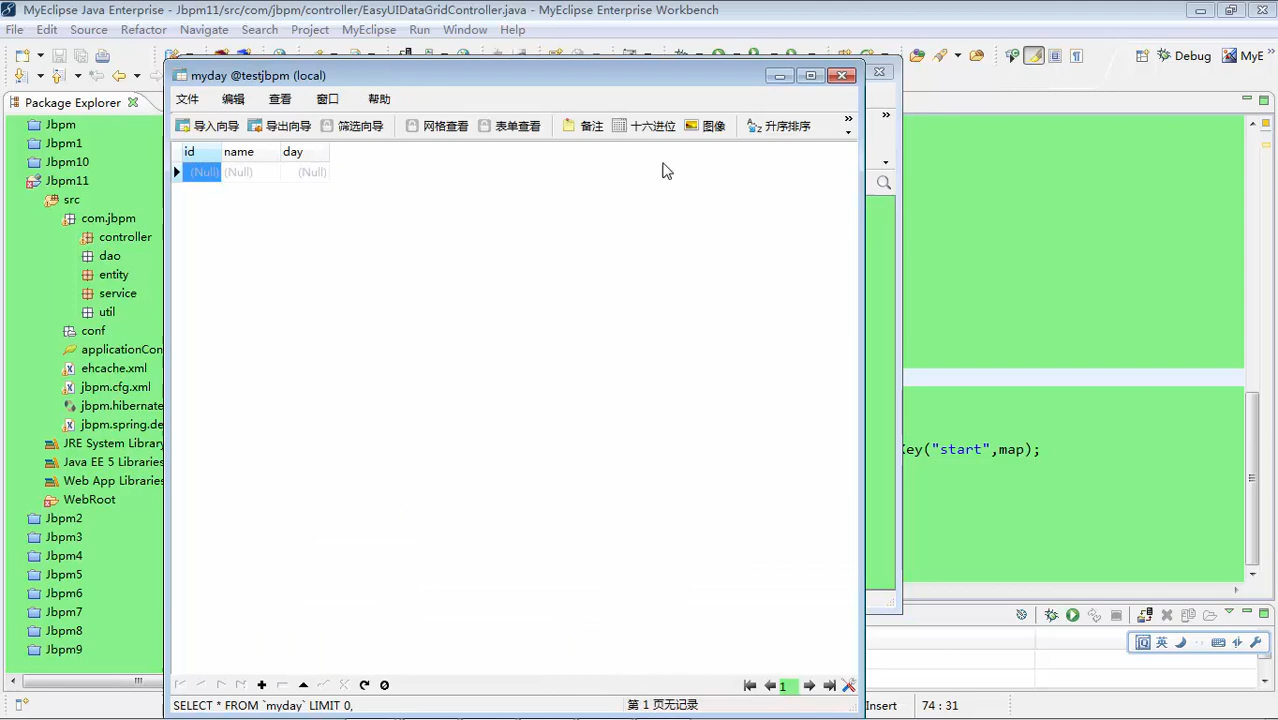 MyEclipse Java Enterprise - Jbpm11/src/com/jbpm/controller/EasyUIDataGridController.java - MyEclipse Enterprise Workbench
File Edit Source Refactor Navigate Search Project MyEclipse Run Window Help
Debug MyE
Package Explorer
Jbpm
Jbpm1
Jbpm10
Jbpm11
src
com.jbpm
controller
dao
entity
service
util
conf
applicationCon
ehcache.xml
jbpm.cfg.xml
jbpm.hibernate
jbpm.spring.de
JRE System Library
Java EE 5 Libraries
Web App Libraries
WebRoot
Jbpm2
Jbpm3
Jbpm4
Jbpm5
Jbpm6
Jbpm7
Jbpm8
Jbpm9
myday @testjbpm (local)
文件 编辑 查看 窗口 帮助
导入向导 导出向导 筛选向导 网格查看 表单查看 备注 十六进位 图像 升序排序
id name day
(Null) (Null) (Null)
1
SELECT * FROM `myday` LIMIT 0, 第 1 页无记录
Key("start",map);
英
Insert 74 : 31